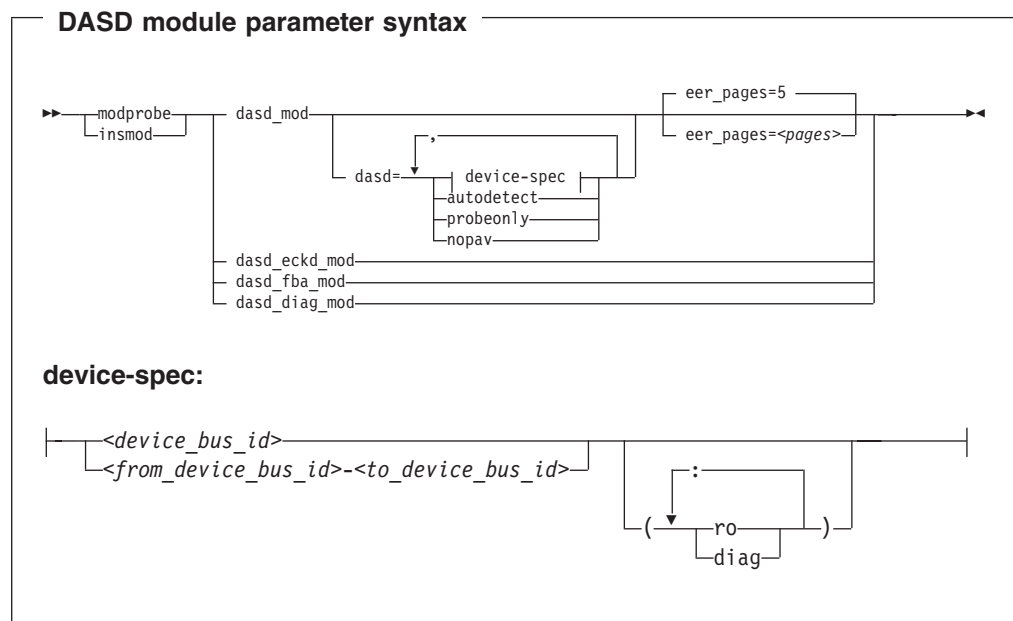 DASD module parameter syntax
modprobe
insmod
dasd_mod
dasd=
,
device-spec
autodetect
probeonly
nopav
eer_pages=5
eer_pages=<pages>
dasd_eckd_mod
dasd_fba_mod
dasd_diag_mod
device-spec:
<device_bus_id>
<from_device_bus_id>-<to_device_bus_id>
:
( ro )
diag